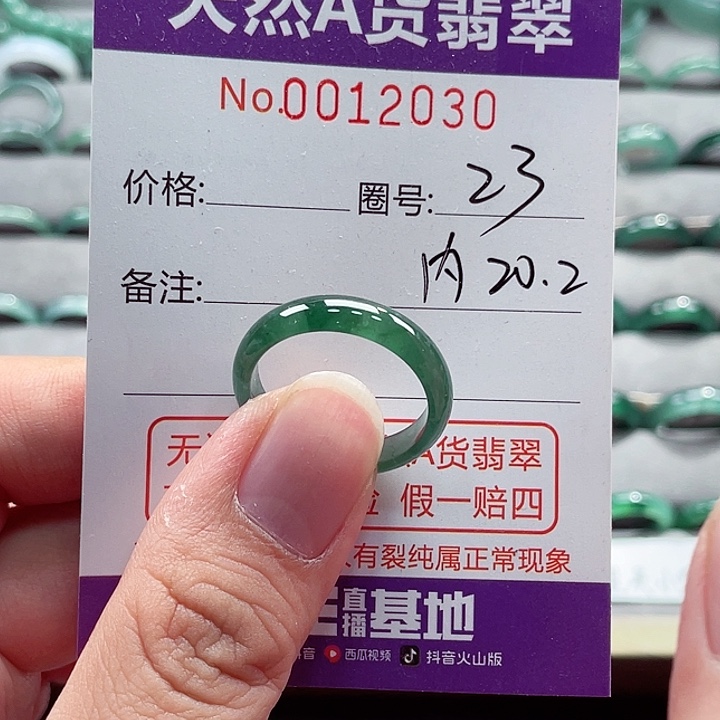 天然A货翡翠
No.0012030
价格: 圈号: 23
备注: 内 20.2
无 A货翡翠
假一赔四
有裂纯属正常现象
直播基地
西瓜视频 抖音火山版